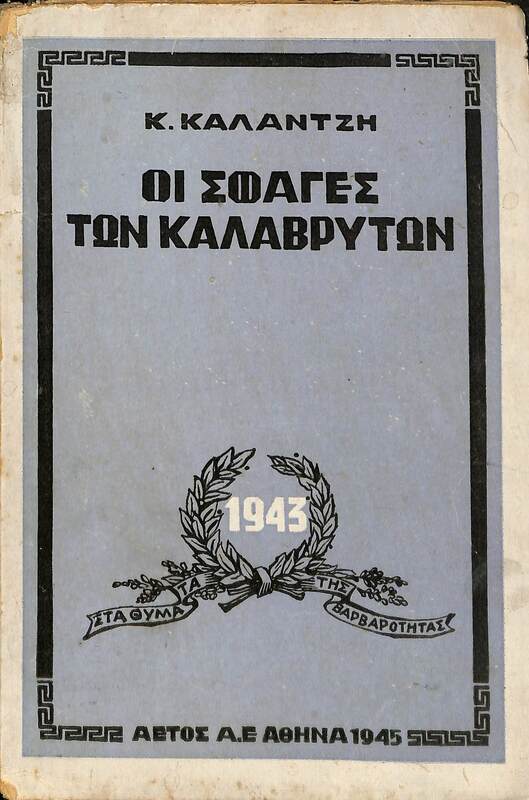 Κ. ΚΑΛΑΝΤΖΗ
ΟΙ ΣΦΑΓΕΣ
ΤΩΝ ΚΑΛΑΒΡΥΤΩΝ
1943
ΣΤΑ ΘΥΜΑΤΑ ΤΗΣ ΒΑΡΒΑΡΟΤΗΤΑΣ
ΑΕΤΟΣ Α.Ε ΑΘΗΝΑ 1945